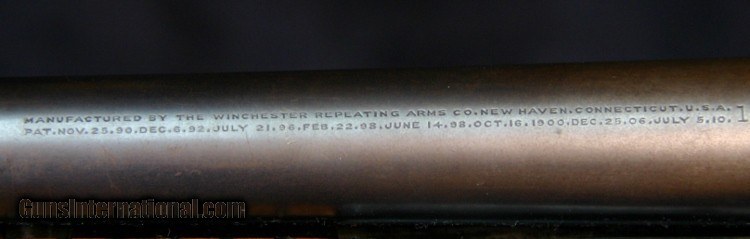 MANUFACTURED BY THE WINCHESTER REPEATING ARMS CO. NEW HAVEN. CONNECTICUT. U.S.A.
PAT. NOV. 25. 90. DEC. 6. 92. JULY 21. 96. FEB. 22. 98. JUNE 14. 98. OCT. 16. 1900. DEC. 25. 06. JULY 5. 10.
GunsInternational.com